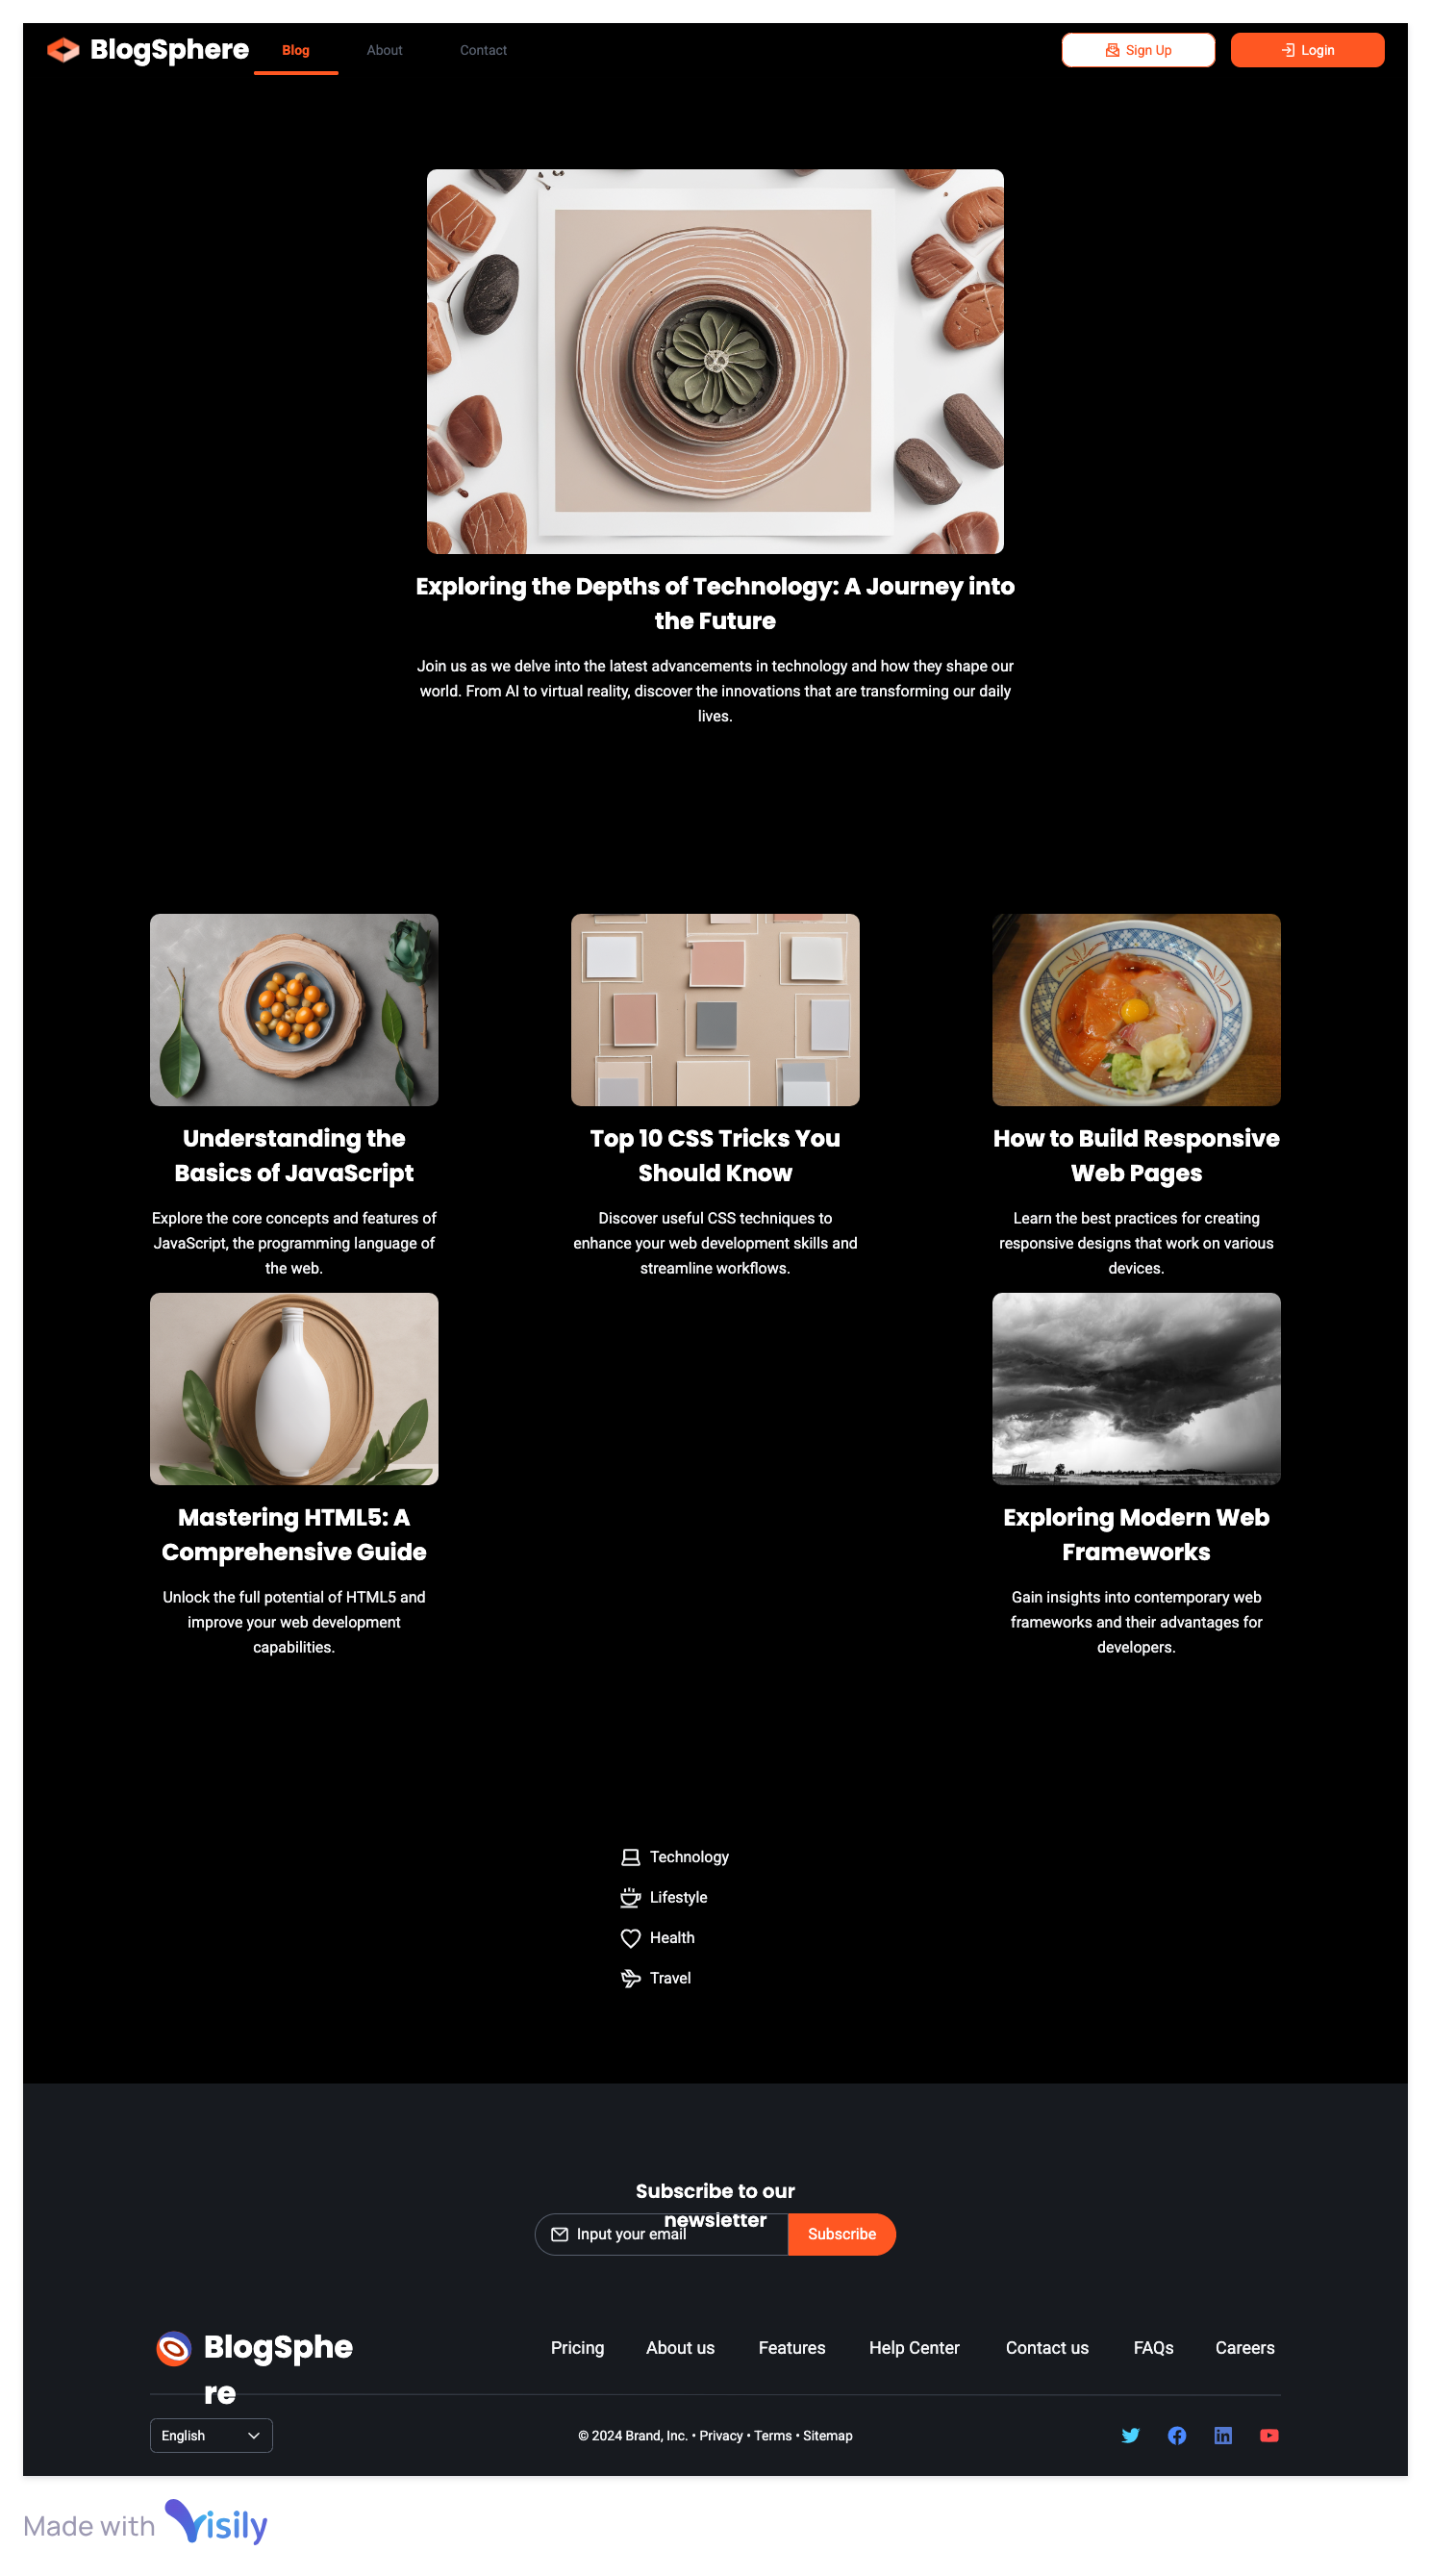 BlogSphere
Blog
About
Contact
Sign Up
Login
Exploring the Depths of Technology: A Journey into
the Future
Join us as we delve into the latest advancements in technology and how they shape our
world. From AI to virtual reality, discover the innovations that are transforming our daily
lives.
Understanding the
Basics of JavaScript
Explore the core concepts and features of
JavaScript, the programming language of
the web.
Top 10 CSS Tricks You
Should Know
Discover useful CSS techniques to
enhance your web development skills and
streamline workflows.
How to Build Responsive
Web Pages
Learn the best practices for creating
responsive designs that work on various
devices.
Mastering HTML5: A
Comprehensive Guide
Unlock the full potential of HTML5 and
improve your web development
capabilities.
Exploring Modern Web
Frameworks
Gain insights into contemporary web
frameworks and their advantages for
developers.
Technology
Lifestyle
Health
Travel
Subscribe to our
newsletter
Input your email
Subscribe
BlogSphe
re
Pricing
About us
Features
Help Center
Contact us
FAQs
Careers
English
© 2024 Brand, Inc. • Privacy • Terms • Sitemap
Made with Visily